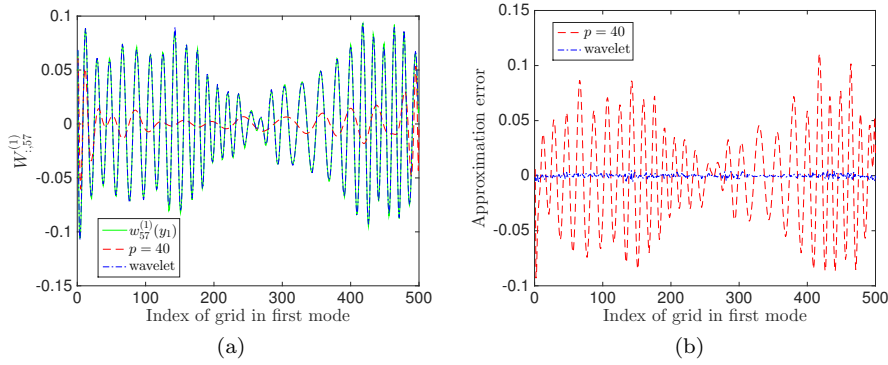 0.1
0.05
0
-0.05
-0.1
-0.15
W_{:,57}^{(1)}
w_{57}^{(1)}(y_1)
p = 40
wavelet
0 100 200 300 400 500
Index of grid in first mode
(a)
0.15
0.1
0.05
0
-0.05
-0.1
Approximation error
p = 40
wavelet
0 100 200 300 400 500
Index of grid in first mode
(b)